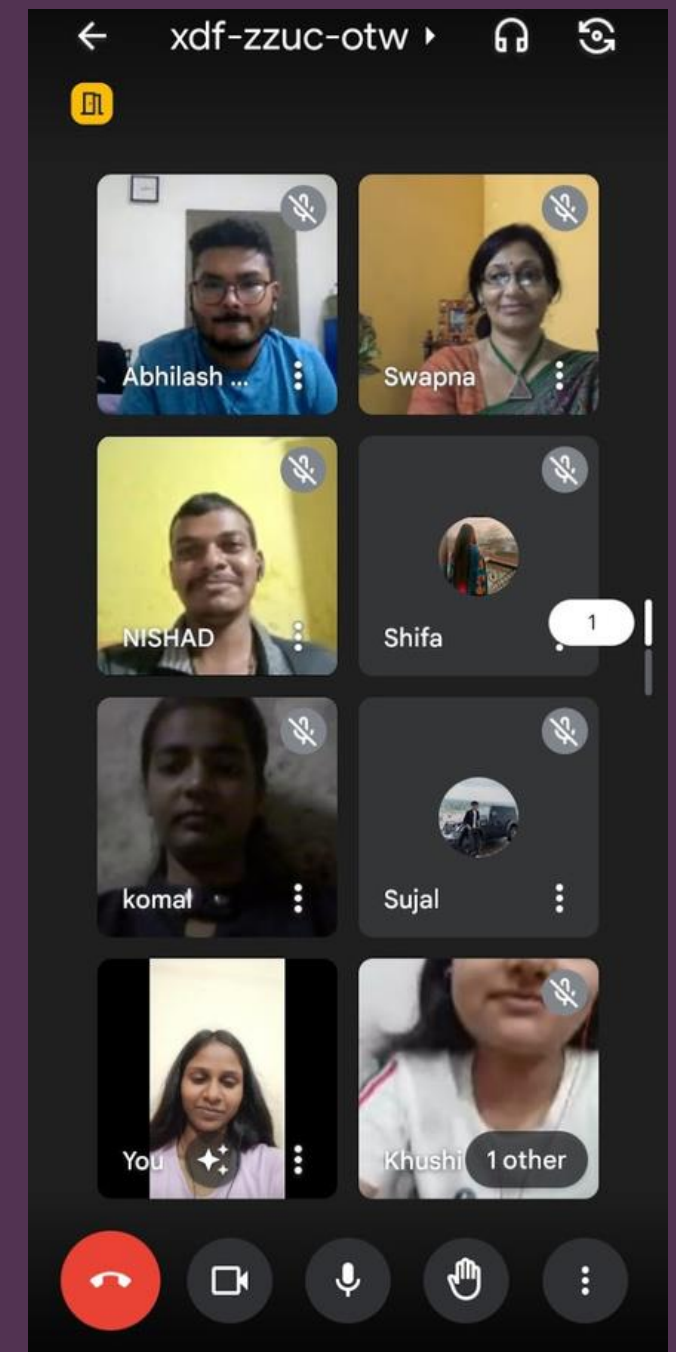 xdf-zzuc-otw
Abhilash ...
Swapna
NISHAD
Shifa
1
komal
Sujal
You
Khushi
1 other